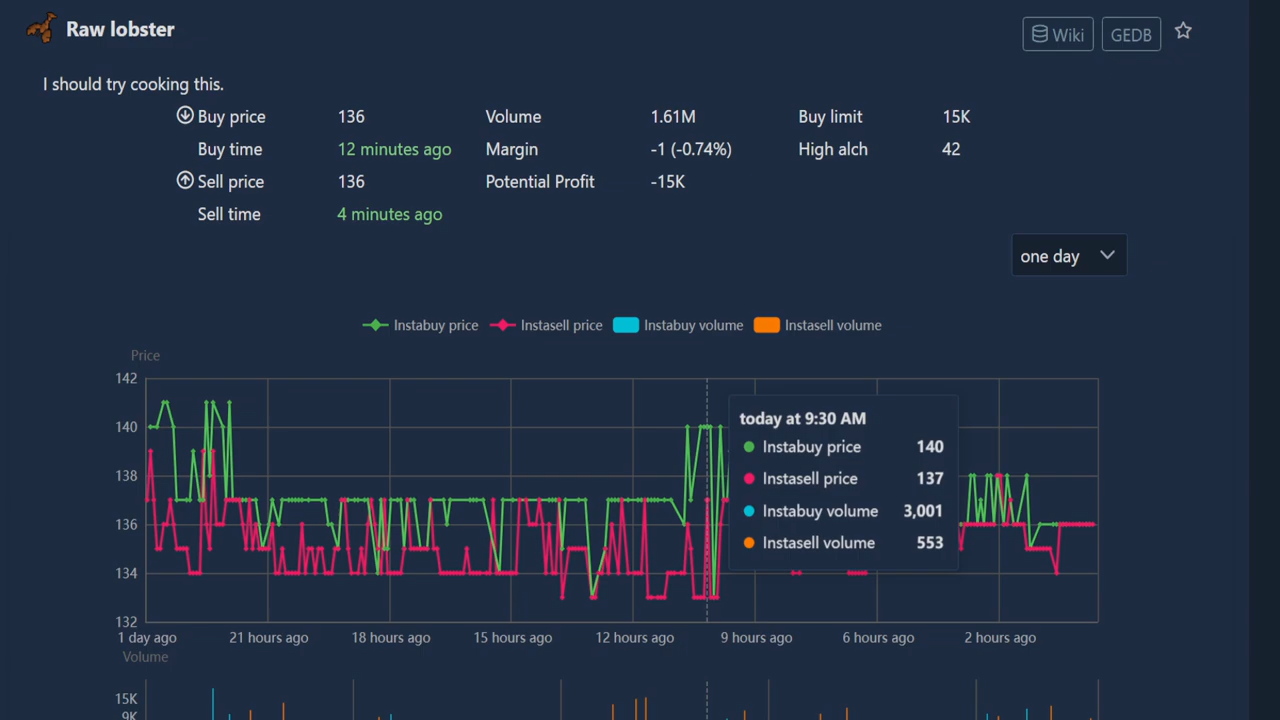 Raw lobster
Wiki
GEDB
I should try cooking this.
Buy price 136 Volume 1.61M Buy limit 15K
Buy time 12 minutes ago Margin -1 (-0.74%) High alch 42
Sell price 136 Potential Profit -15K
Sell time 4 minutes ago
one day
Instabuy price Instasell price Instabuy volume Instasell volume
Price
142
140
138
136
134
132
today at 9:30 AM
Instabuy price 140
Instasell price 137
Instabuy volume 3,001
Instasell volume 553
1 day ago 21 hours ago 18 hours ago 15 hours ago 12 hours ago 9 hours ago 6 hours ago 2 hours ago
Volume
15K
9K